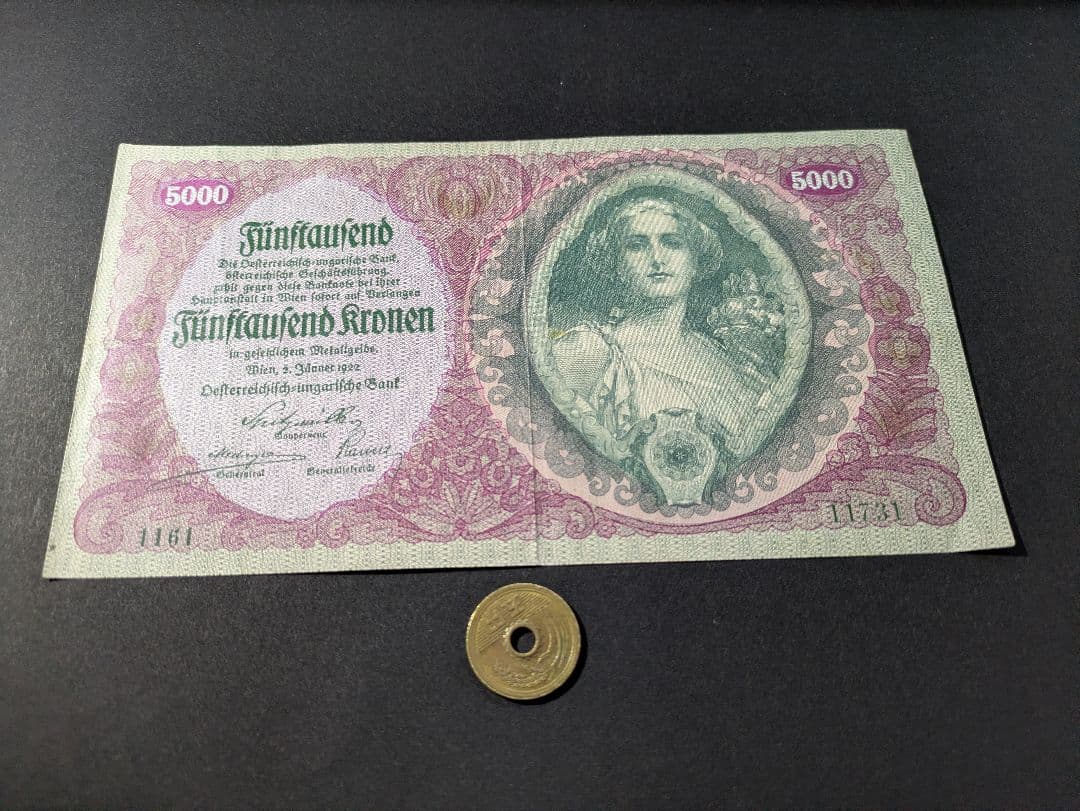 5000
5000
Fünftausend
Die Oesterreichisch-ungarische Bank,
österreichische Geschäftsführung,
zahlt gegen diese Banknote bei ihrer
Hauptanstalt in Wien sofort auf Verlangen
Fünftausend Kronen
in gesetzlichem Metallgelde.
Wien, 2. Jänner 1922
Oesterreichisch-ungarische Bank
Gouverneur
Generalrat Generalsekretär
1161
11731